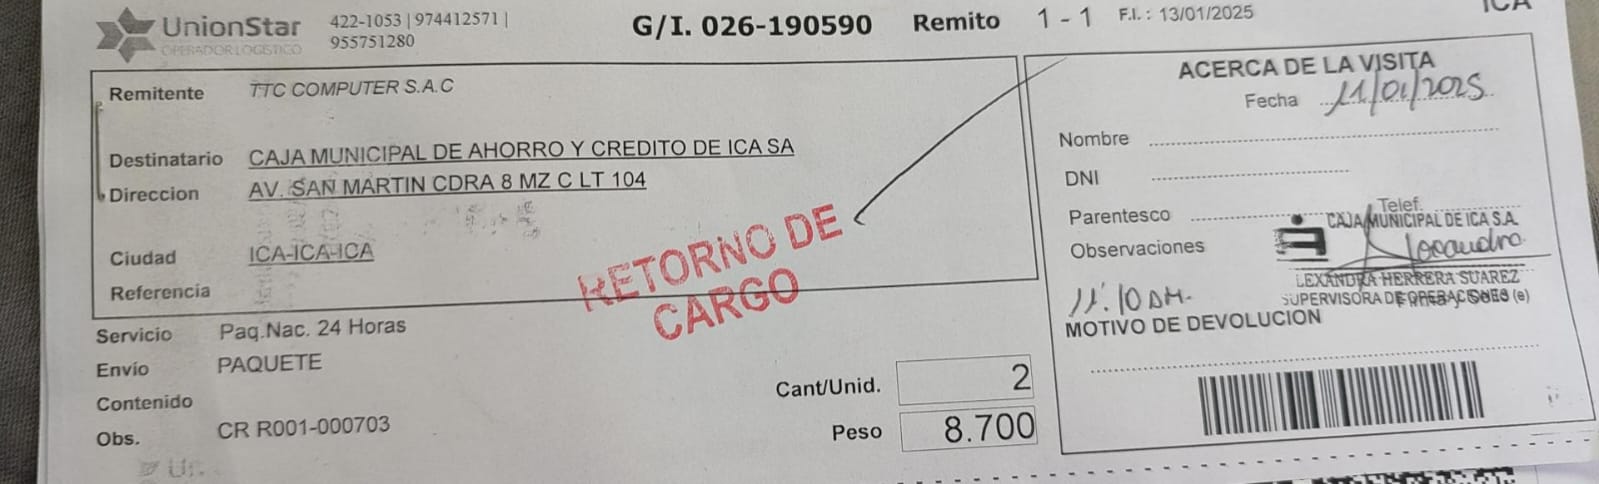 UnionStar
OPERADOR LOGISTICO
422-1053 | 974412571 |
955751280
G/I. 026-190590 Remito 1 - 1 F.I. : 13/01/2025
ICA
Remitente TTC COMPUTER S.A.C
Destinatario CAJA MUNICIPAL DE AHORRO Y CREDITO DE ICA SA
Direccion AV. SAN MARTIN CDRA 8 MZ C LT 104
Ciudad ICA-ICA-ICA
Referencia
RETORNO DE
CARGO
Servicio Paq.Nac. 24 Horas
Envío PAQUETE
Contenido
Obs. CR R001-000703
Cant/Unid. 2
Peso 8.700
ACERCA DE LA VISITA
Fecha 11/01/2025
Nombre
DNI
Parentesco Telef.
CAJA MUNICIPAL DE ICA S.A.
Observaciones
LEXANDRA HERRERA SUAREZ
SUPERVISORA DE OPERACIONES (e)
11:10 AM.
MOTIVO DE DEVOLUCION